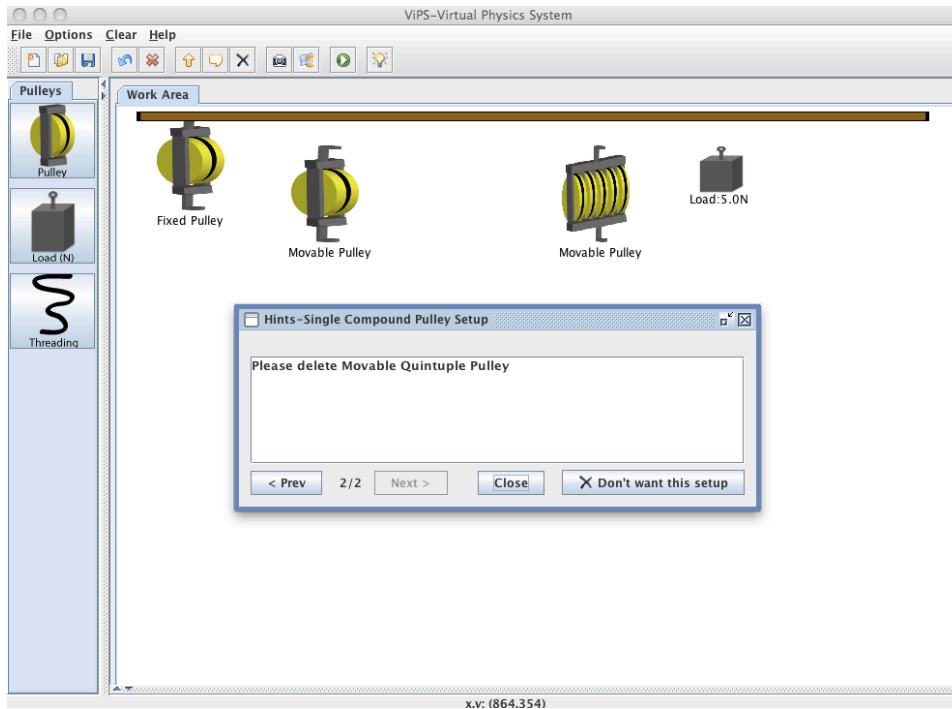 ViPS-Virtual Physics System
File Options Clear Help
Pulleys
Work Area
Pulley
Load (N)
Threading
Fixed Pulley
Movable Pulley
Movable Pulley
Load:5.0N
Hints-Single Compound Pulley Setup
Please delete Movable Quintuple Pulley
< Prev 2/2 Next > Close Don't want this setup
x,y: (864,354)